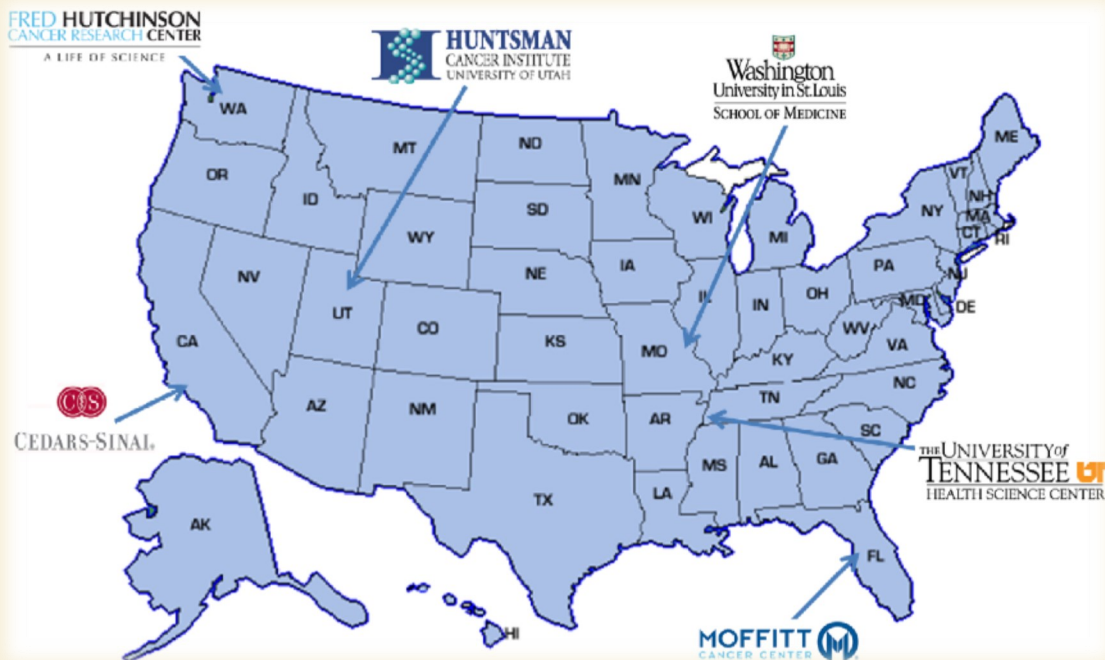 FRED HUTCHINSON
CANCER RESEARCH CENTER
A LIFE OF SCIENCE
HUNTSMAN
CANCER INSTITUTE
UNIVERSITY OF UTAH
Washington
University in St. Louis
SCHOOL OF MEDICINE
WA
MT
ND
MN
ME
OR
ID
SD
WI
MI
VT
NH
NY
MA
CT
RI
WY
IA
PA
NJ
NV
NE
IL
IN
OH
MD
DE
UT
CO
WV
CA
KS
MO
KY
VA
NC
TN
AZ
NM
OK
AR
SC
CS
CEDARS-SINAI®
MS
AL
GA
THE UNIVERSITY of
TENNESSEE UT
HEALTH SCIENCE CENTER
LA
TX
AK
FL
HI
MOFFITT M
CANCER CENTER